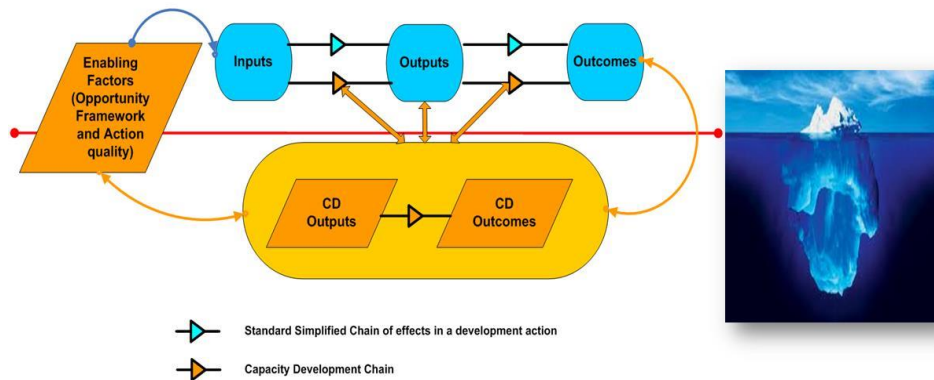 Enabling
Factors
(Opportunity
Framework
and Action
quality)
Inputs
Outputs
Outcomes
CD
Outputs
CD
Outcomes
Standard Simplified Chain of effects in a development action
Capacity Development Chain